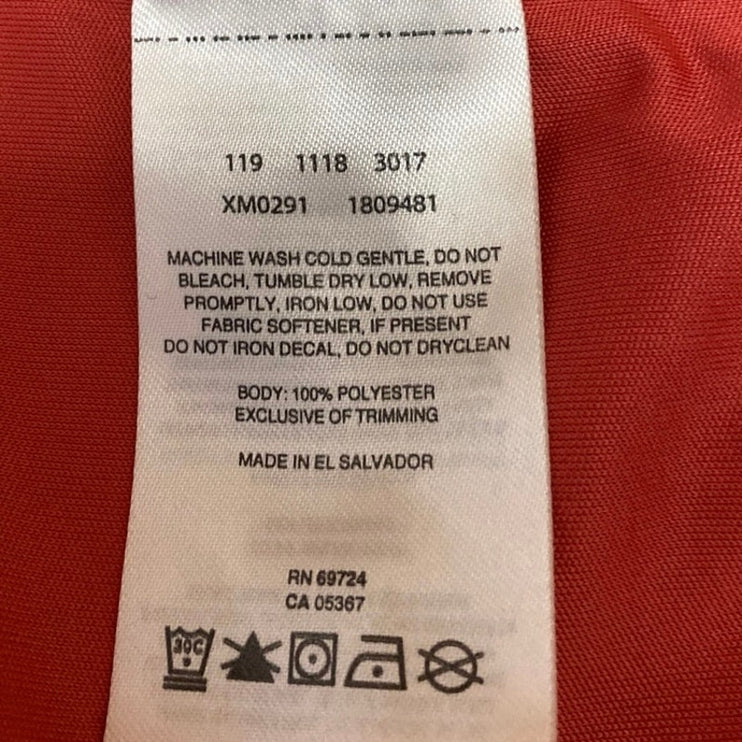 119 1118 3017
XM0291 1809481
MACHINE WASH COLD GENTLE, DO NOT
BLEACH, TUMBLE DRY LOW, REMOVE
PROMPTLY, IRON LOW, DO NOT USE
FABRIC SOFTENER, IF PRESENT
DO NOT IRON DECAL, DO NOT DRYCLEAN
BODY: 100% POLYESTER
EXCLUSIVE OF TRIMMING
MADE IN EL SALVADOR
RN 69724
CA 05367
30C